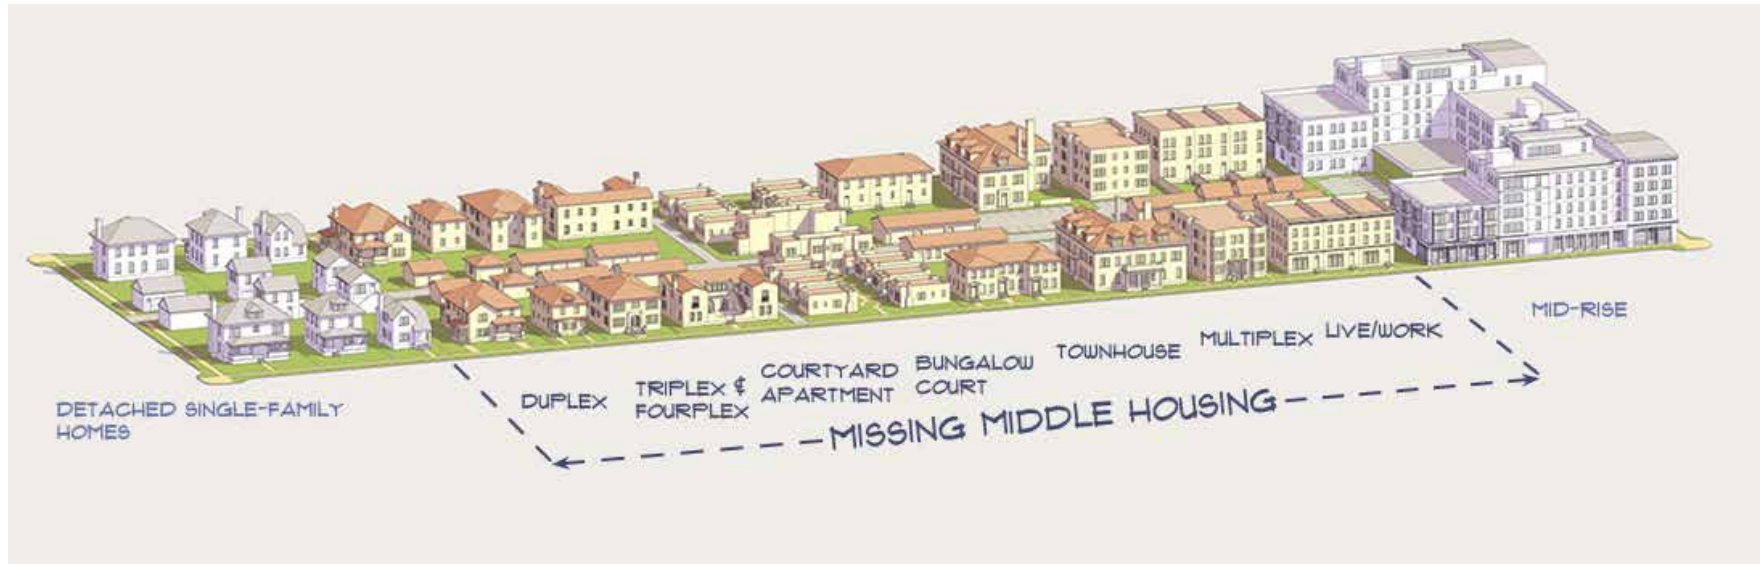 DETACHED SINGLE-FAMILY
HOMES
DUPLEX
TRIPLEX &
FOURPLEX
COURTYARD
APARTMENT
BUNGALOW
COURT
TOWNHOUSE
MULTIPLEX
LIVE/WORK
MID-RISE
MISSING MIDDLE HOUSING